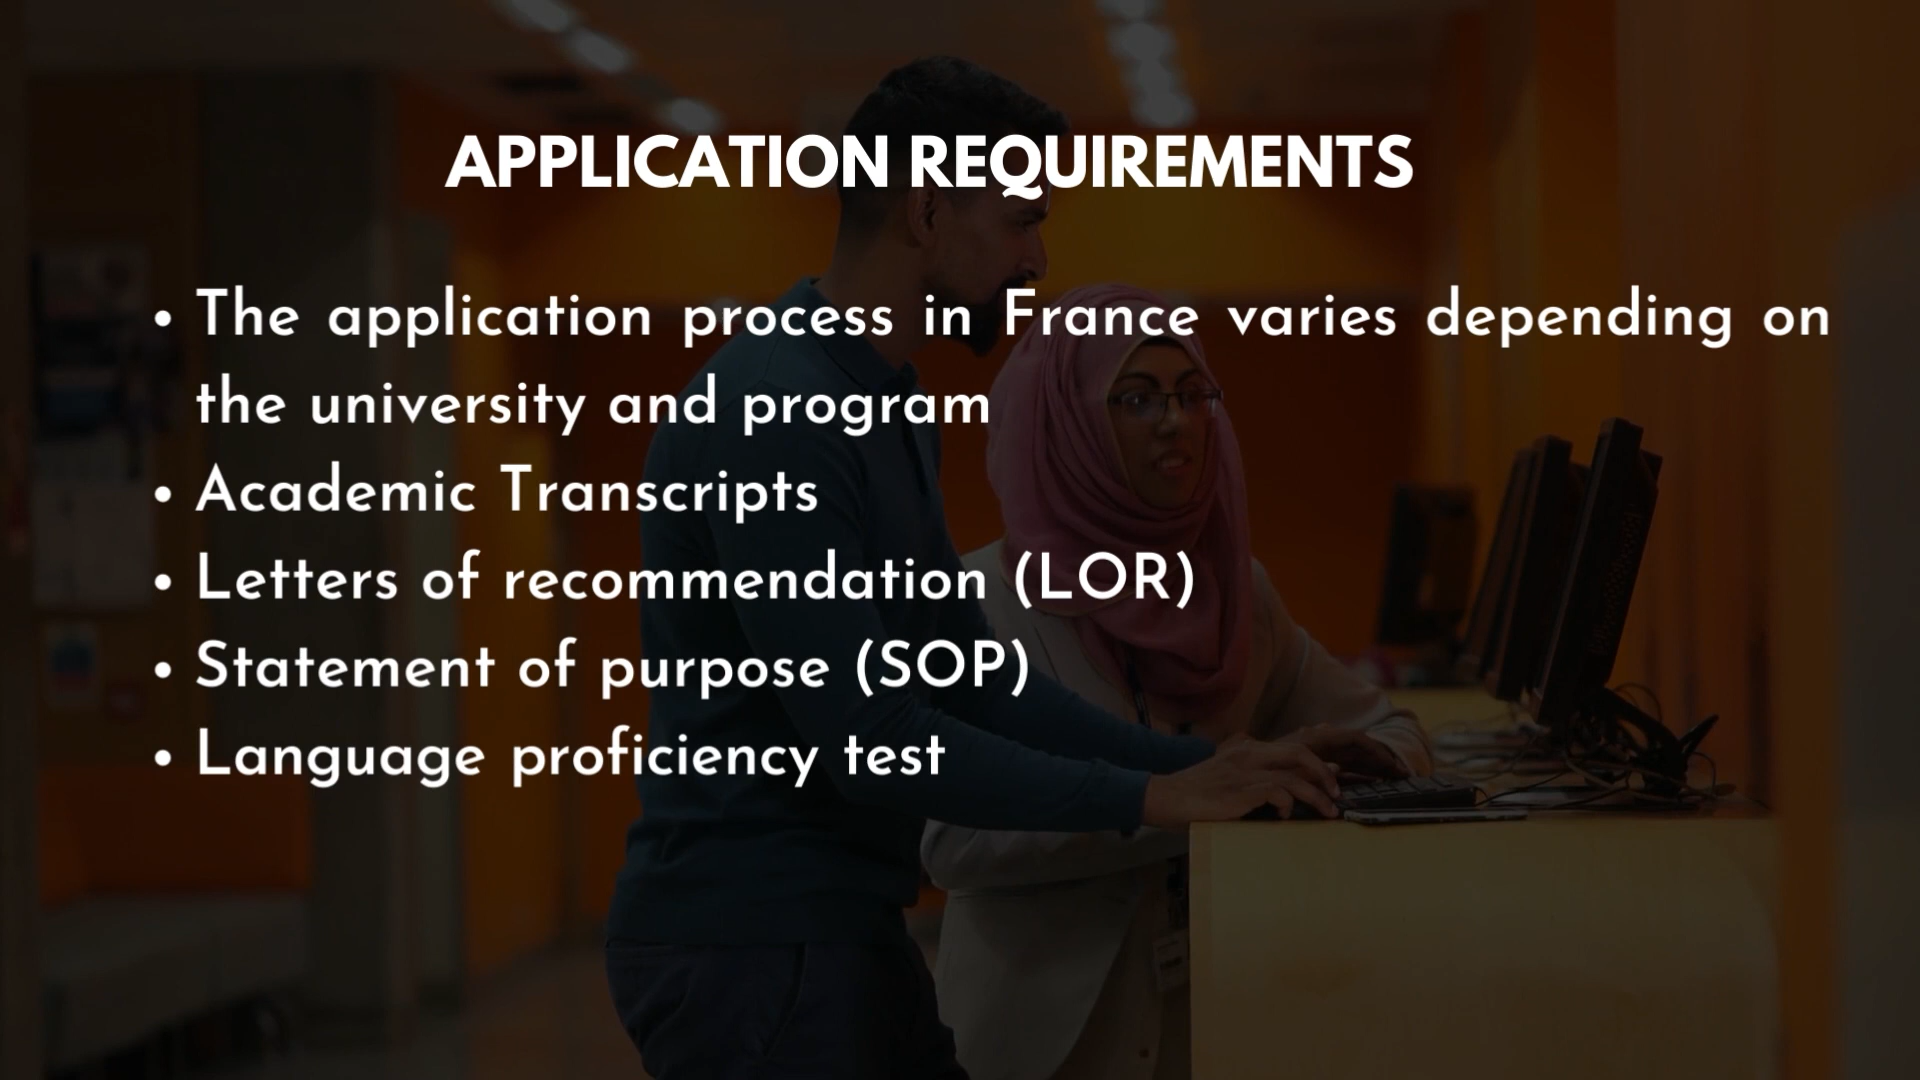 APPLICATION REQUIREMENTS
• The application process in France varies depending on
the university and program
• Academic Transcripts
• Letters of recommendation (LOR)
• Statement of purpose (SOP)
• Language proficiency test